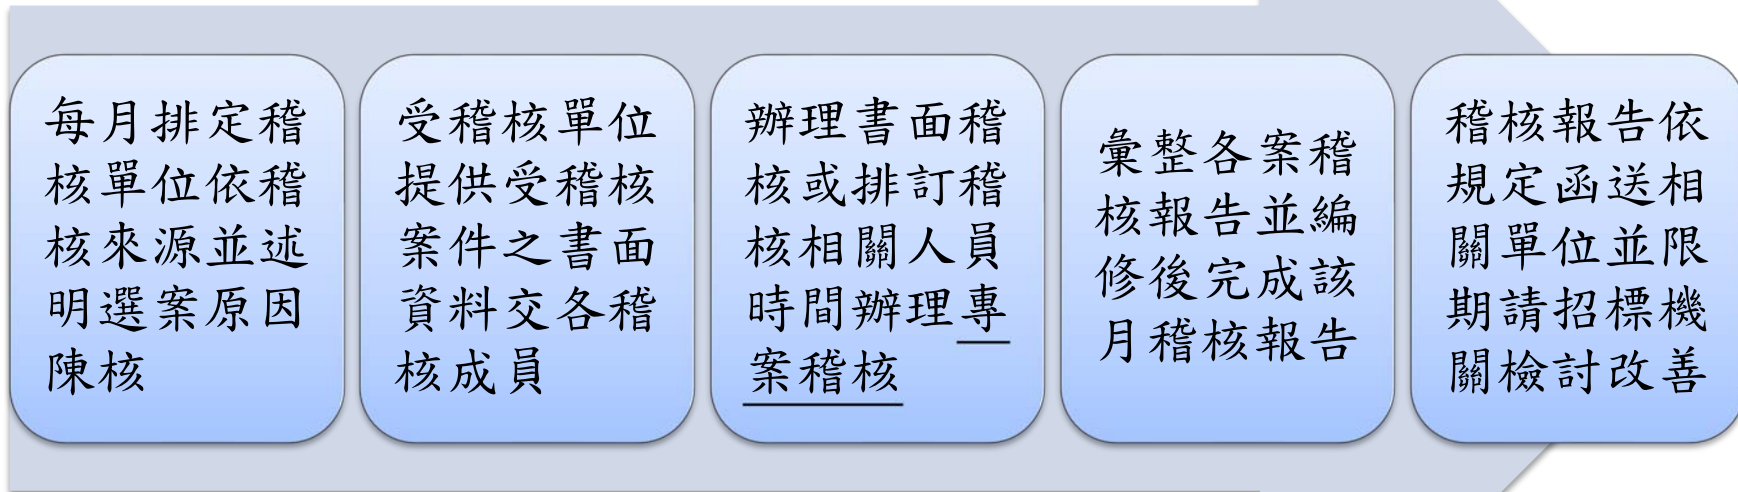 每月排定稽
核單位依稽
核來源並述
明選案原因
陳核
受稽核單位
提供受稽核
案件之書面
資料交各稽
核成員
辦理書面稽
核或排訂稽
核相關人員
時間辦理專
案稽核
彙整各案稽
核報告並編
修後完成該
月稽核報告
稽核報告依
規定函送相
關單位並限
期請招標機
關檢討改善